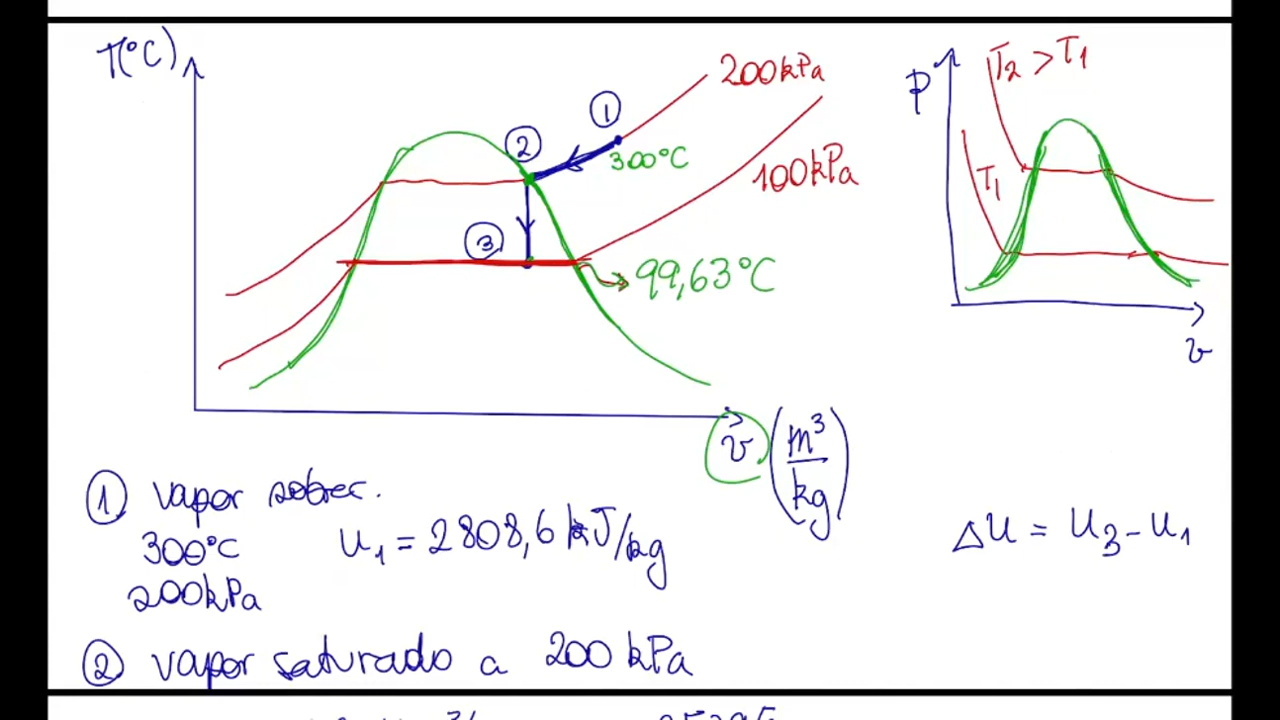 T(°C)
200kPa
①
②
300°C
100kPa
③
99,63°C
v (m³/kg)
p
T₂ > T₁
T₁
v
① vapor sobrec.
300°C
200kPa
u₁ = 2808,6 kJ/kg
Δu = u₃ - u₁
② vapor saturado a 200 kPa